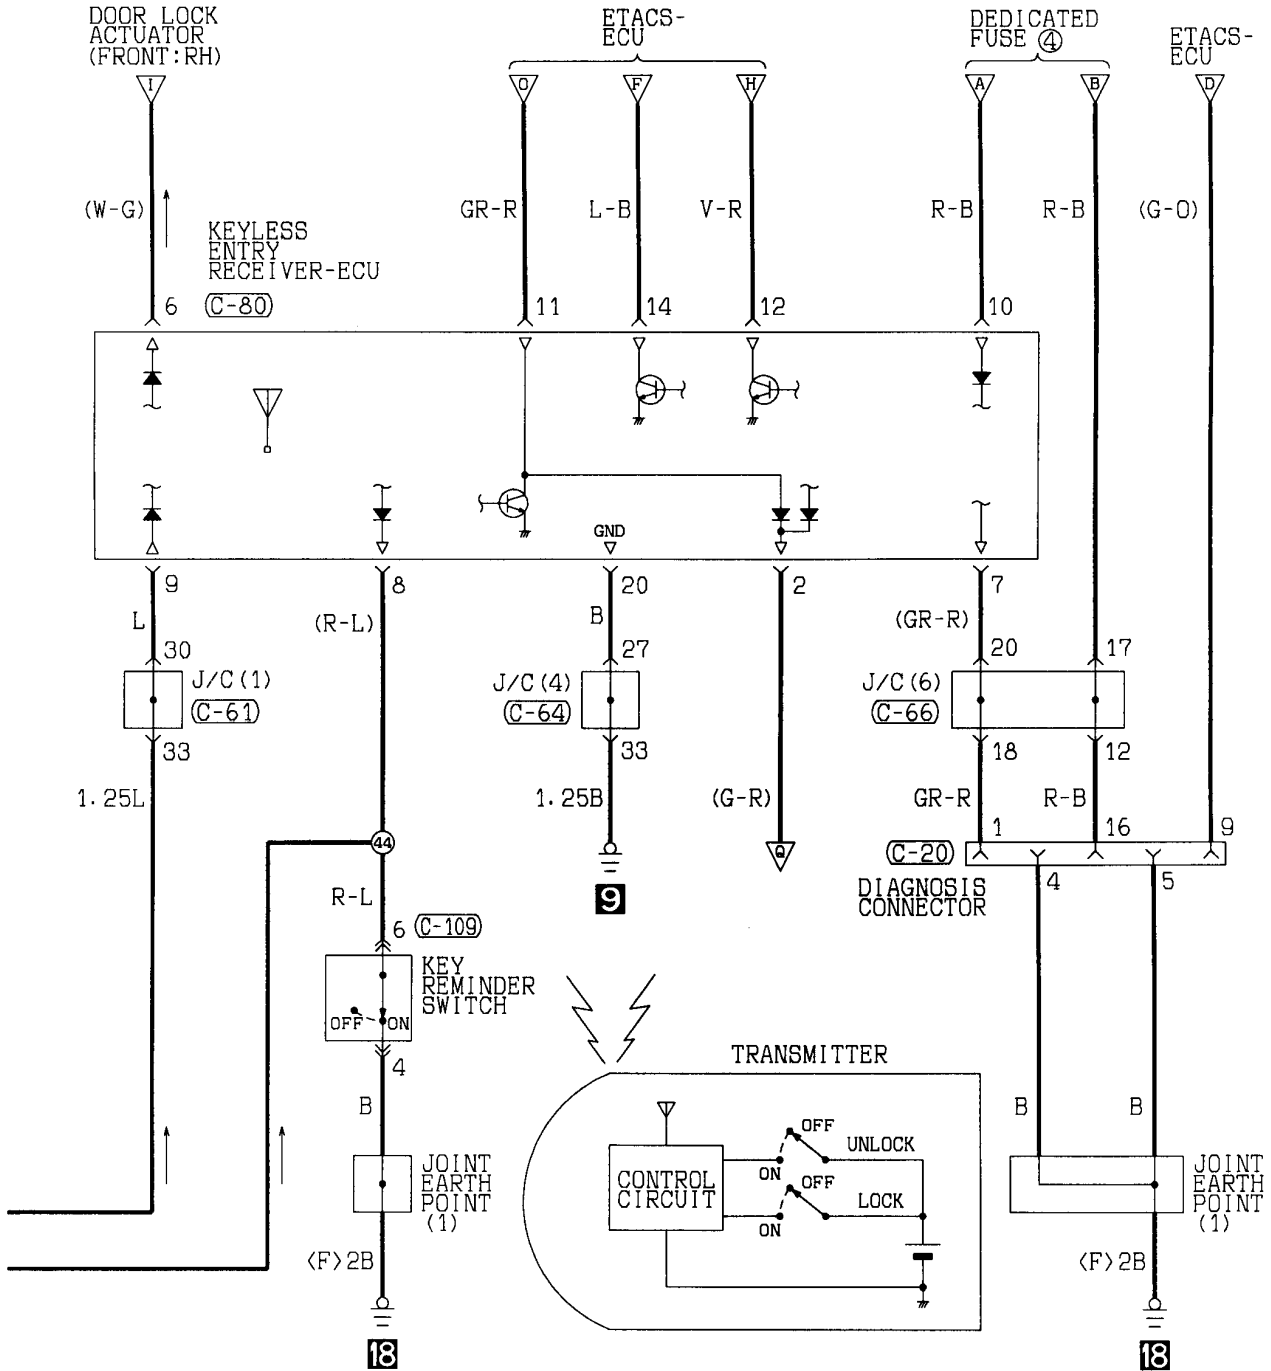 DOOR LOCK
ACTUATOR
(FRONT:RH)
ETACS-
ECU
DEDICATED
FUSE ④
ETACS-
ECU
I
O
F
H
A
B
D
(W-G)
GR-R
L-B
V-R
R-B
R-B
(G-O)
KEYLESS
ENTRY
RECEIVER-ECU
(C-80)
6
11
14
12
10
GND
9
8
20
2
7
L
(R-L)
B
(GR-R)
30
27
20
17
J/C(1)
(C-61)
J/C(4)
(C-64)
J/C(6)
(C-66)
33
33
18
12
1.25L
1.25B
(G-R)
GR-R
R-B
1
16
9
44
Q
(C-20)
4
5
DIAGNOSIS
CONNECTOR
9
R-L
6
(C-109)
KEY
REMINDER
SWITCH
OFF
ON
4
TRANSMITTER
B
B
B
OFF
UNLOCK
ON
OFF
LOCK
ON
CONTROL
CIRCUIT
JOINT
EARTH
POINT
(1)
JOINT
EARTH
POINT
(1)
<F>2B
<F>2B
18
18